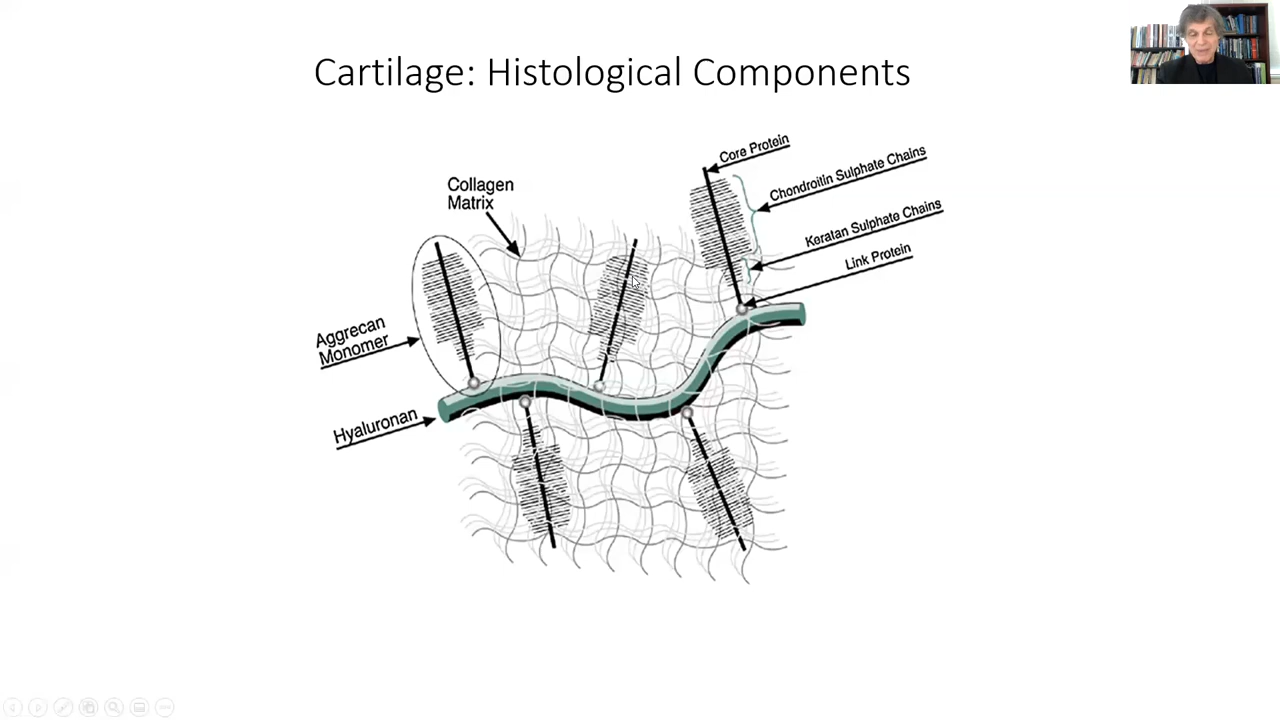 Cartilage: Histological Components
Core Protein
Chondroitin Sulphate Chains
Collagen
Matrix
Keratan Sulphate Chains
Link Protein
Aggrecan
Monomer
Hyaluronan